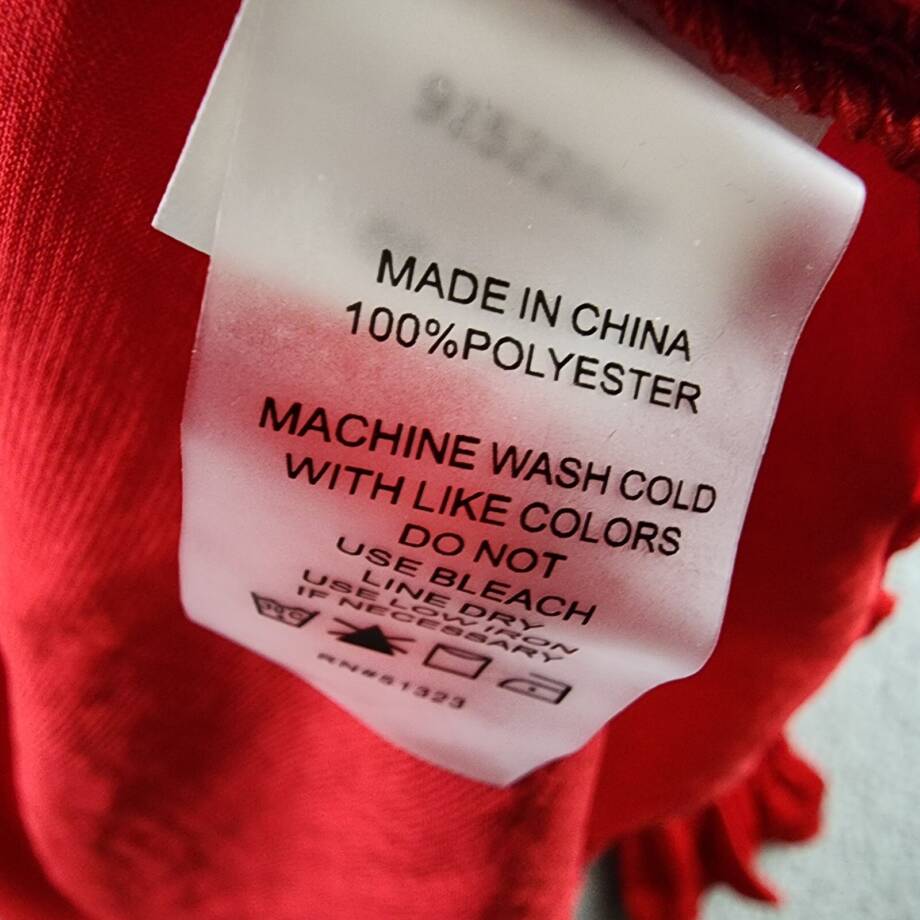 MADE IN CHINA
100%POLYESTER
MACHINE WASH COLD
WITH LIKE COLORS
DO NOT
USE BLEACH
LINE DRY
USE LOW IRON
IF NECESSARY
30C
RN#51323